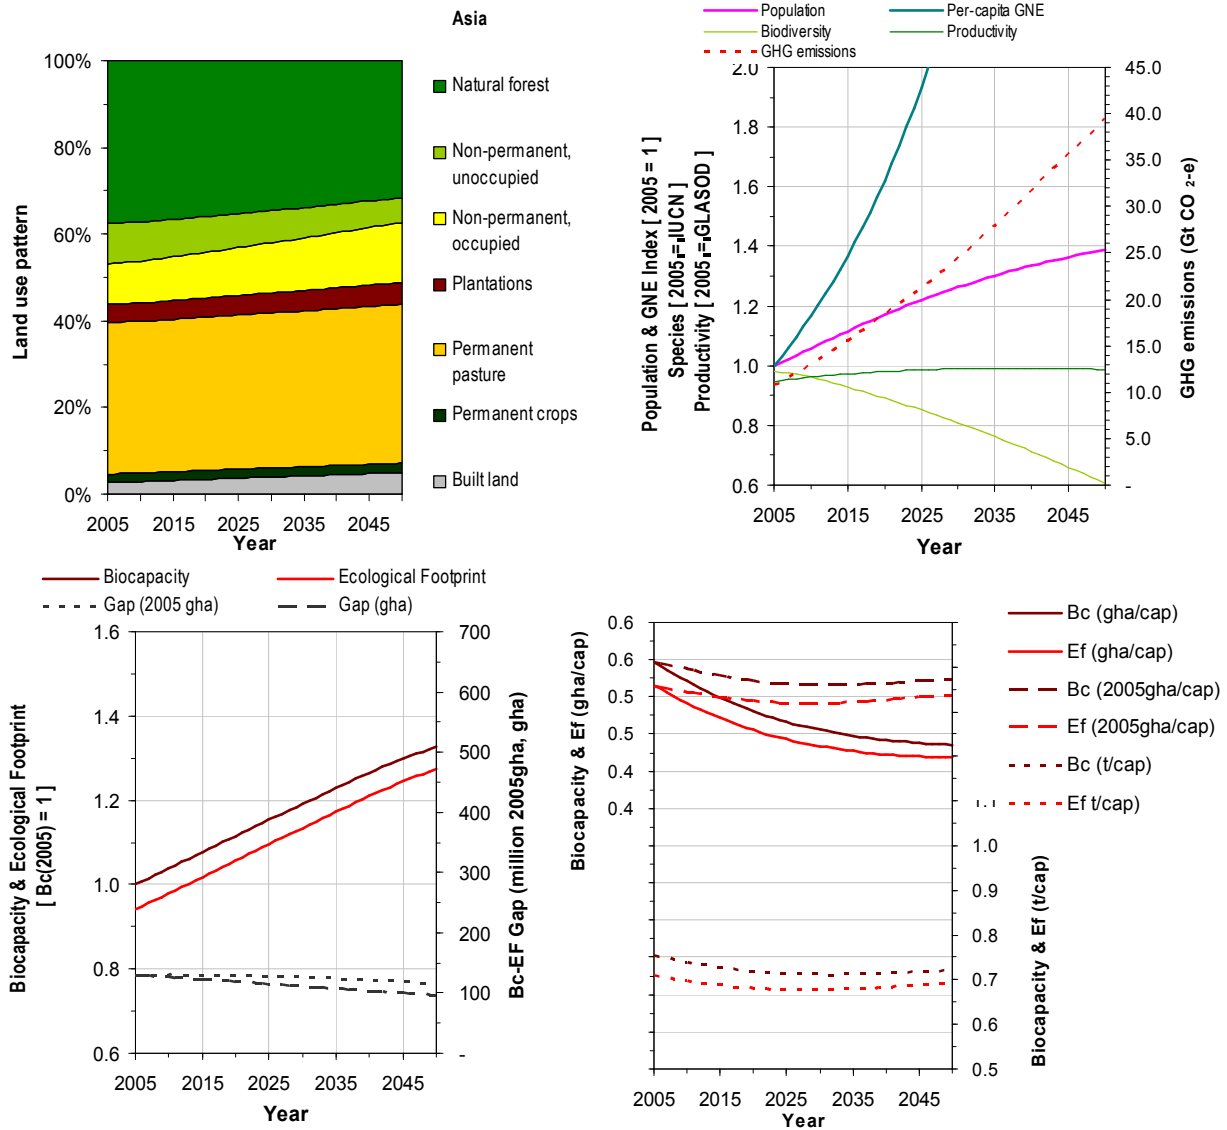 Asia
100%
80%
60%
40%
20%
0%
Land use pattern
2005
2015
2025
2035
2045
Year
Natural forest
Non-permanent,
unoccupied
Non-permanent,
occupied
Plantations
Permanent
pasture
Permanent crops
Built land
Population
Per-capita GNE
Biodiversity
Productivity
GHG emissions
2.0
1.8
1.6
1.4
1.2
1.0
0.8
0.6
Population & GNE Index [ 2005 = 1 ]
Species [ 2005 = IUCN ]
Productivity [ 2005 = GLASOD ]
45.0
40.0
35.0
30.0
25.0
20.0
15.0
10.0
5.0
-
GHG emissions (Gt CO 2-e)
2005
2015
2025
2035
2045
Year
Biocapacity
Ecological Footprint
Gap (2005 gha)
Gap (gha)
1.6
1.4
1.2
1.0
0.8
0.6
Biocapacity & Ecological Footprint
[ Bc(2005) = 1 ]
700
600
500
400
300
200
100
-
Bc-EF Gap (million 2005gha, gha)
2005
2015
2025
2035
2045
Year
0.6
0.6
0.5
0.5
0.4
0.4
Biocapacity & Ef (gha/cap)
Bc (gha/cap)
Ef (gha/cap)
Bc (2005gha/cap)
Ef (2005gha/cap)
Bc (t/cap)
Ef t/cap)
1.0
0.9
0.8
0.7
0.6
0.5
Biocapacity & Ef (t/cap)
2005
2015
2025
2035
2045
Year